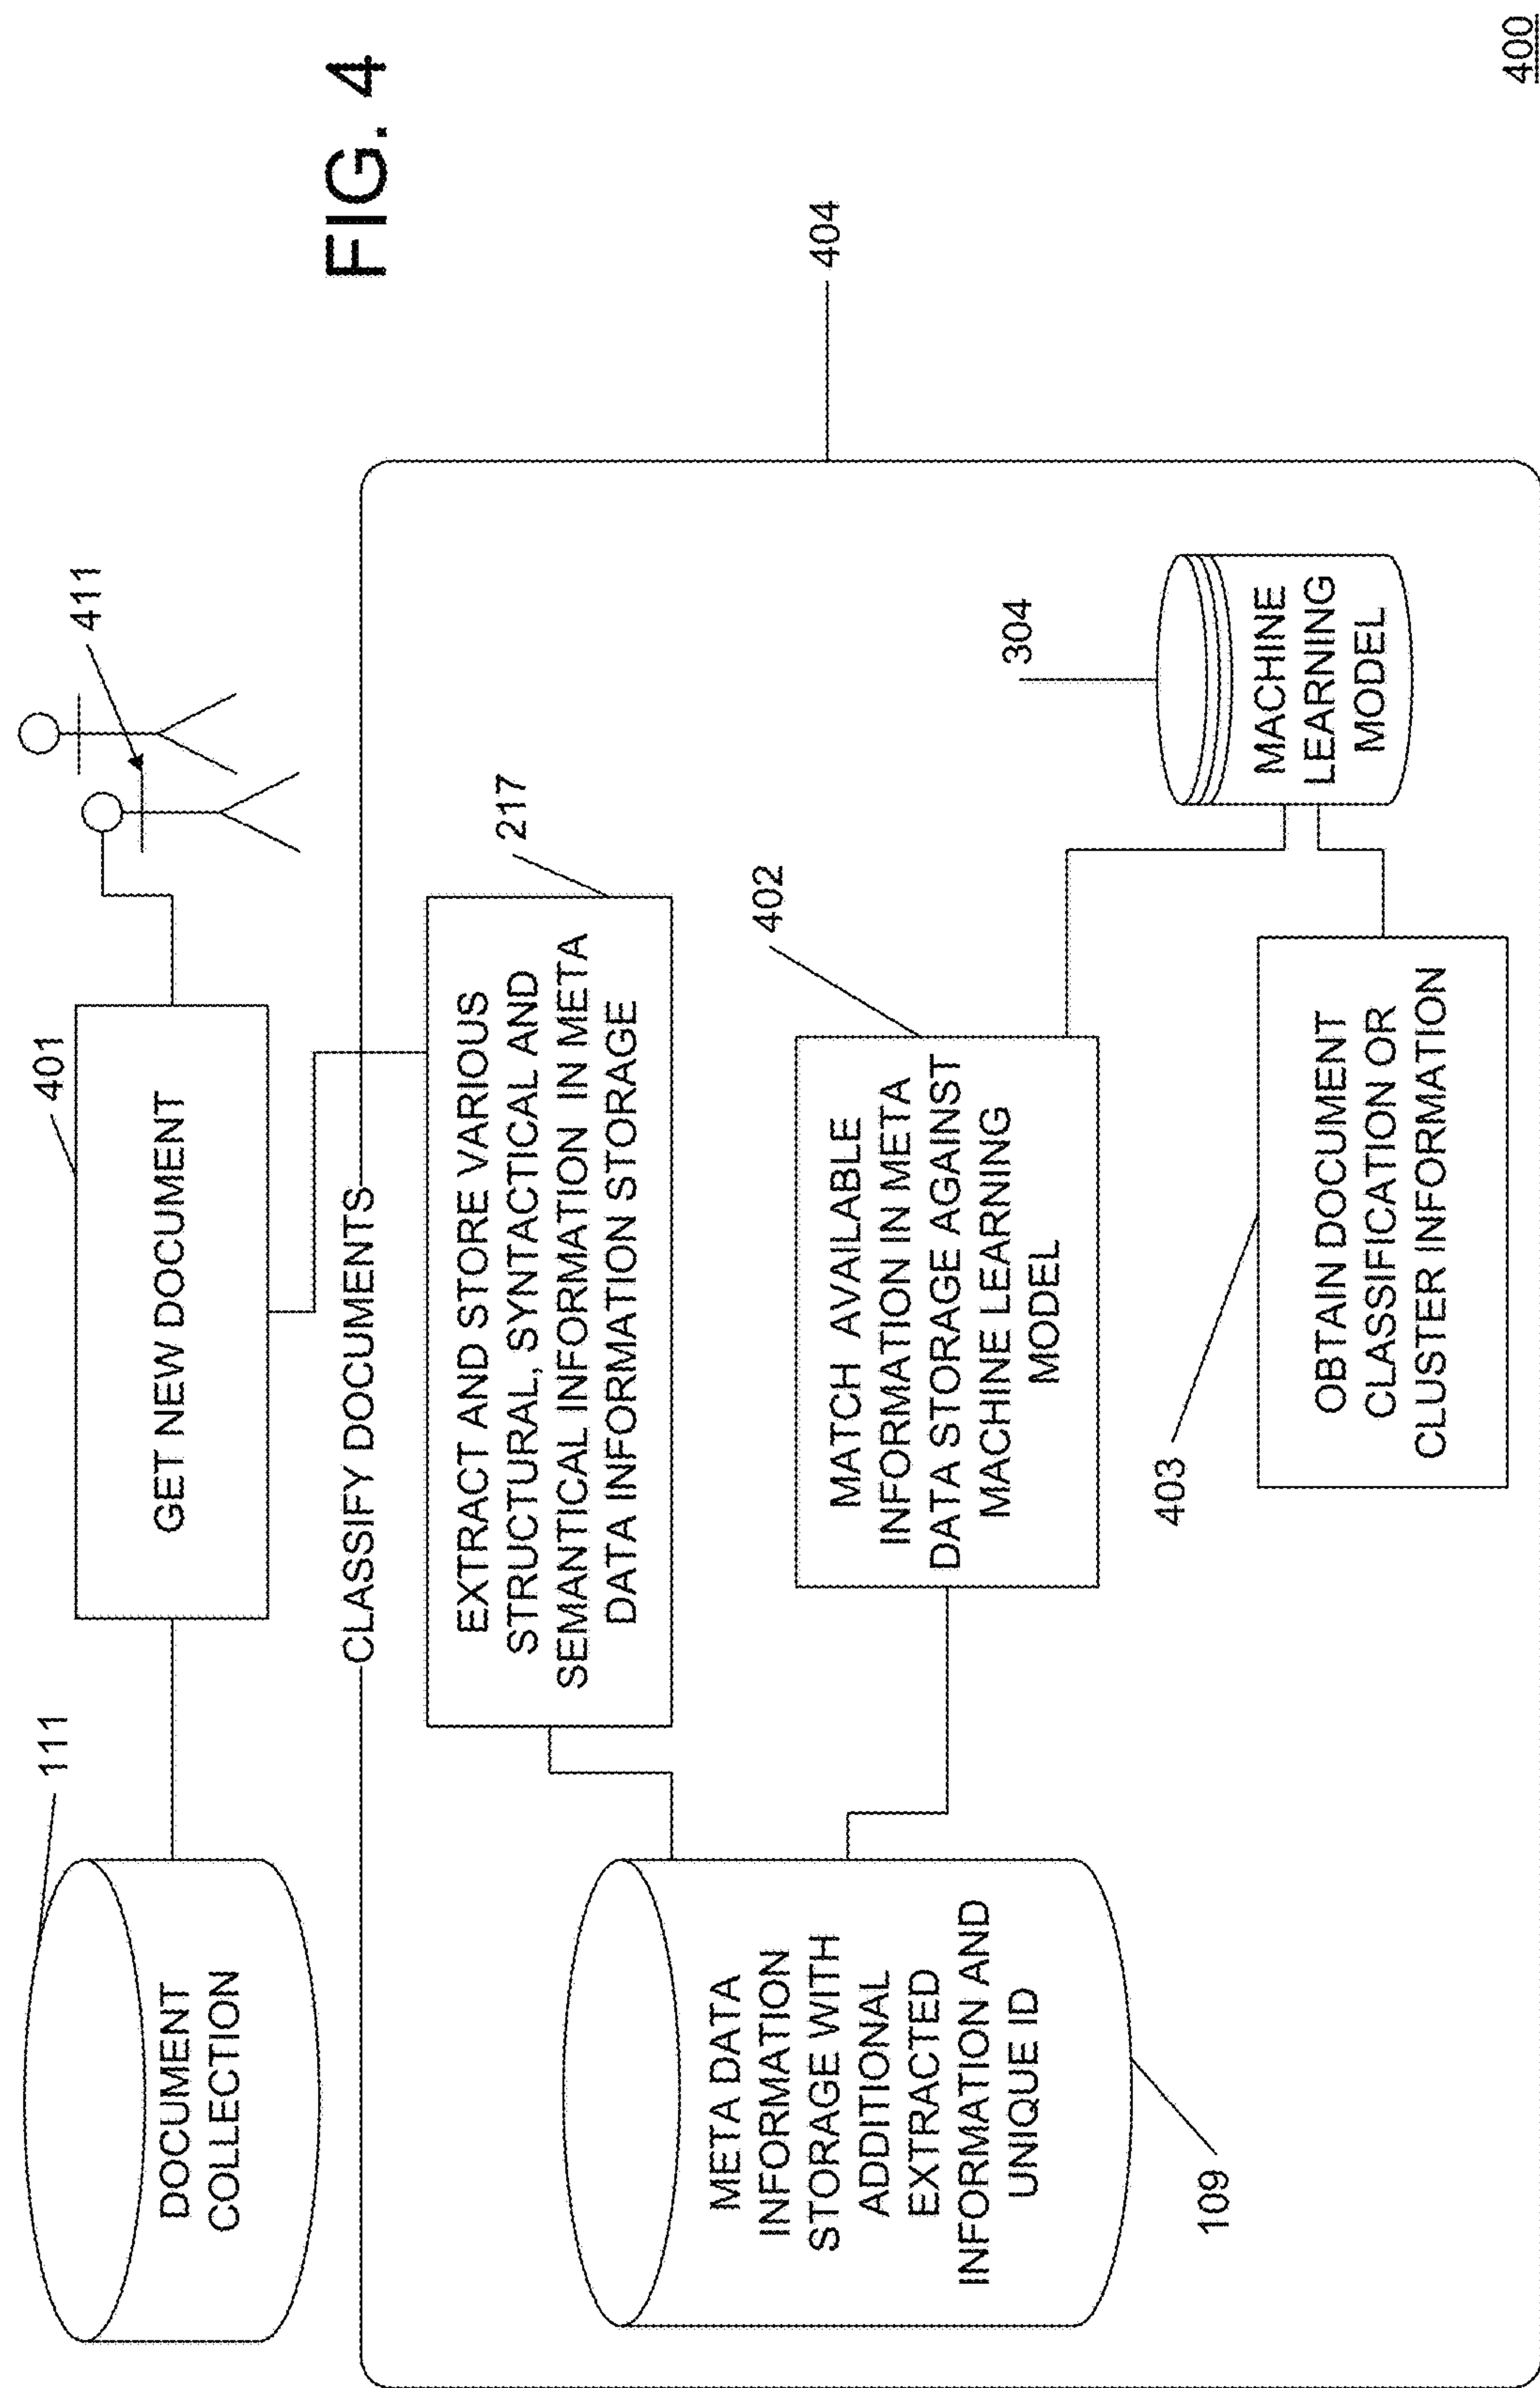 111
DOCUMENT
COLLECTION
401
GET NEW DOCUMENT
411
FIG. 4
CLASSIFY DOCUMENTS
404
217
EXTRACT AND STORE VARIOUS
STRUCTURAL, SYNTACTICAL AND
SEMANTICAL INFORMATION IN META
DATA INFORMATION STORAGE
META DATA
INFORMATION
STORAGE WITH
ADDITIONAL
EXTRACTED
INFORMATION AND
UNIQUE ID
109
402
MATCH AVAILABLE
INFORMATION IN META
DATA STORAGE AGAINST
MACHINE LEARNING
MODEL
304
MACHINE
LEARNING
MODEL
403
OBTAIN DOCUMENT
CLASSIFICATION OR
CLUSTER INFORMATION
400